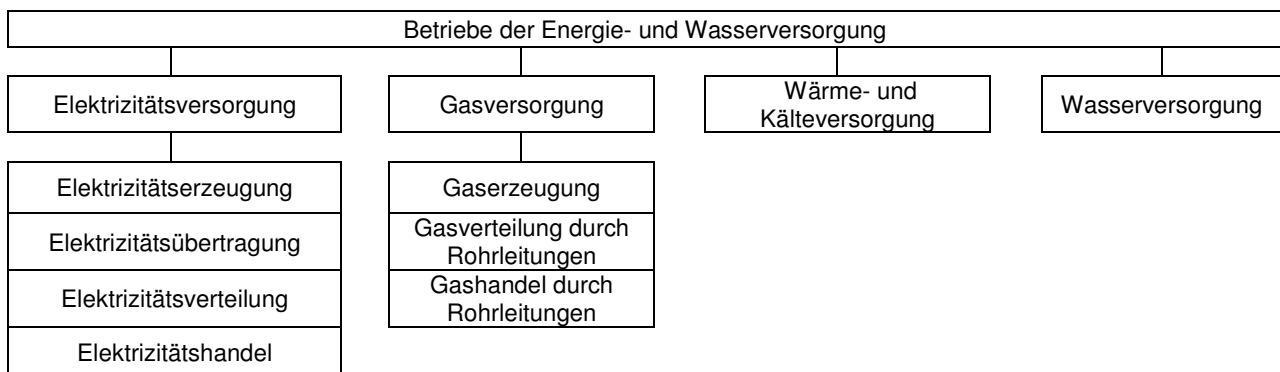 Betriebe der Energie- und Wasserversorgung
Elektrizitätsversorgung
Gasversorgung
Wärme- und
Kälteversorgung
Wasserversorgung
Elektrizitätserzeugung
Elektrizitätsübertragung
Elektrizitätsverteilung
Elektrizitätshandel
Gaserzeugung
Gasverteilung durch
Rohrleitungen
Gashandel durch
Rohrleitungen